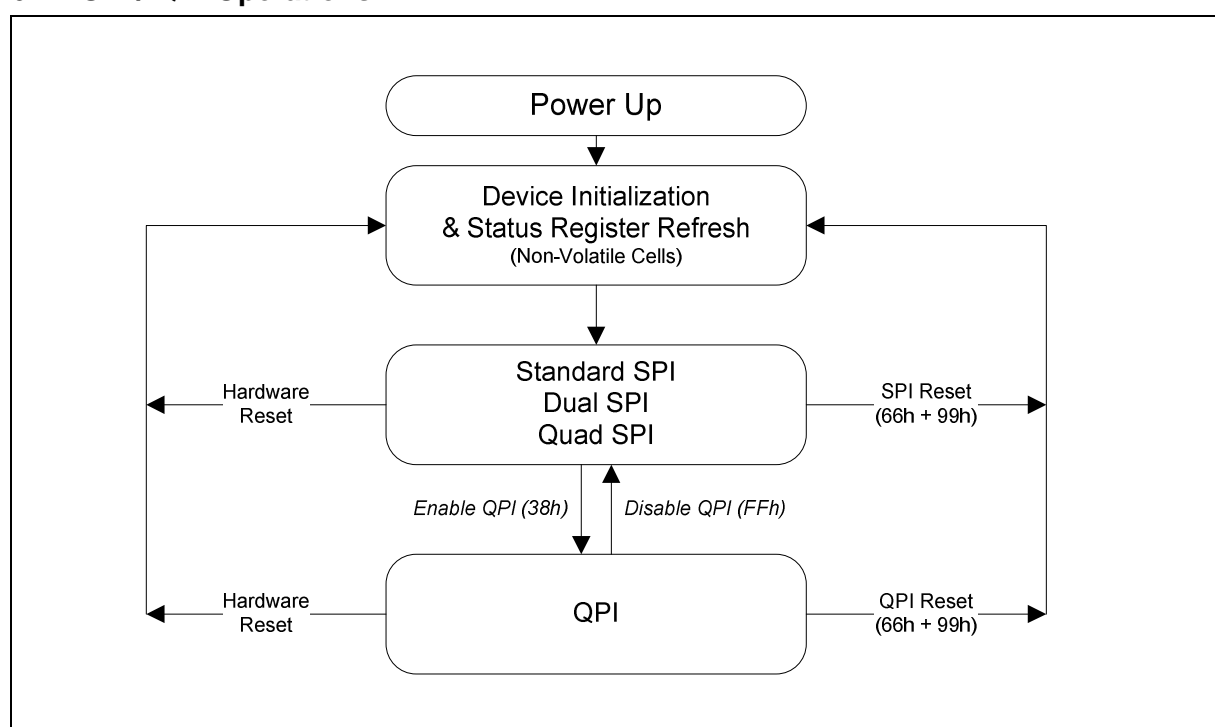 Operations
Power Up
Device Initialization
& Status Register Refresh
(Non-Volatile Cells)
Standard SPI
Dual SPI
Quad SPI
Hardware
Reset
SPI Reset
(66h + 99h)
Enable QPI (38h)
Disable QPI (FFh)
QPI
Hardware
Reset
QPI Reset
(66h + 99h)